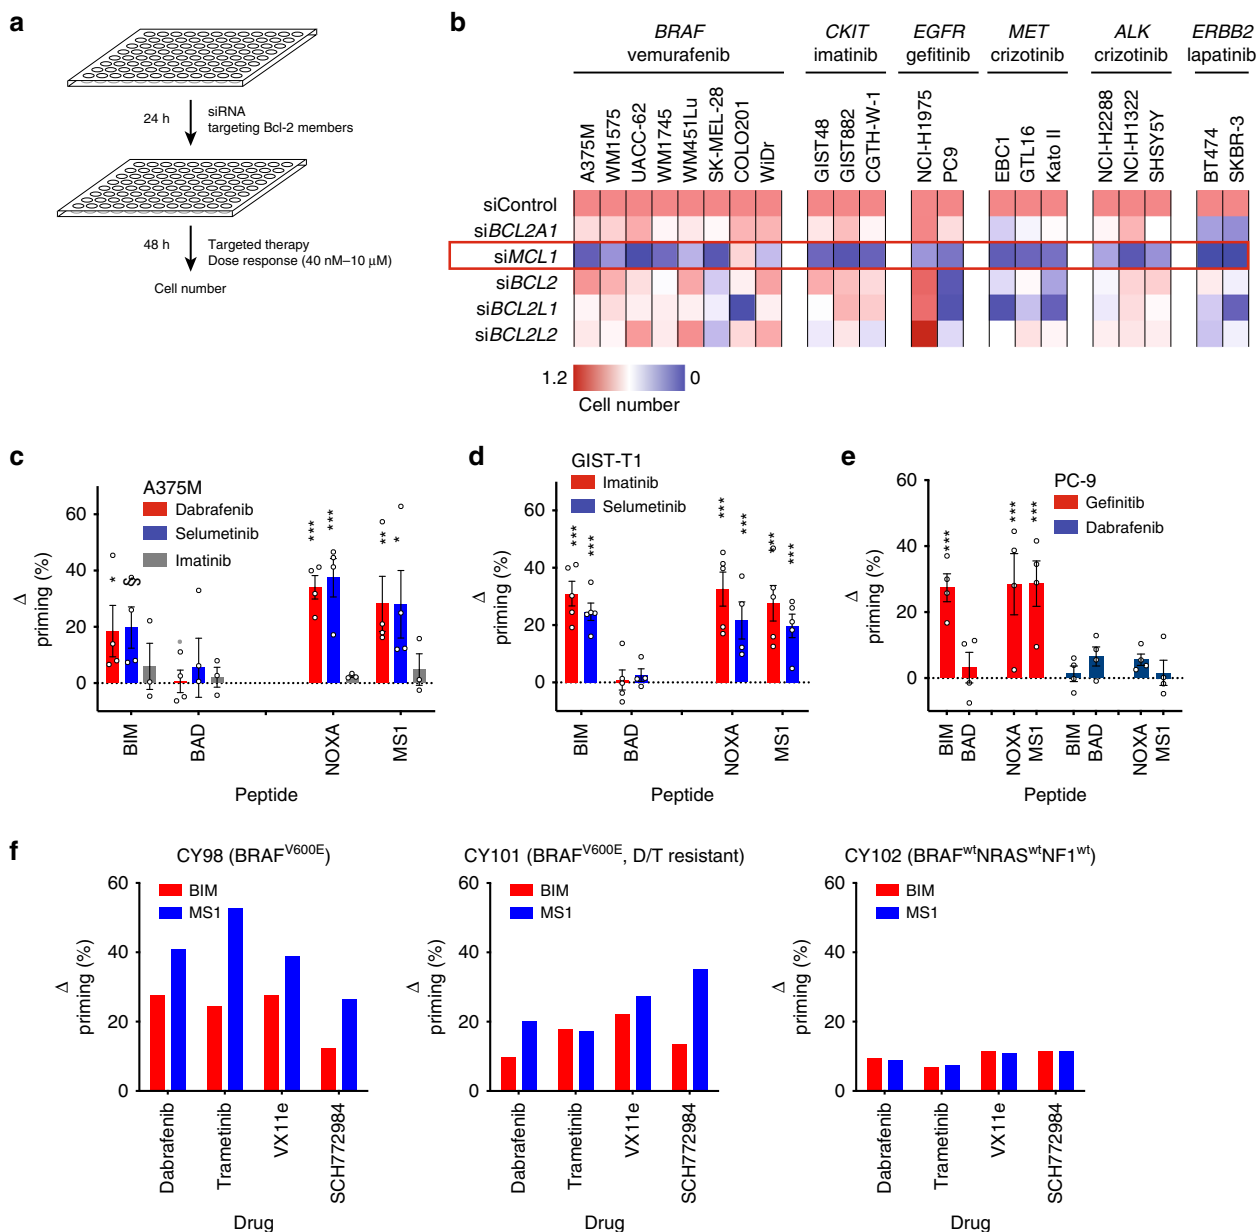 a
24 h
siRNA
targeting Bcl-2 members
48 h
Targeted therapy
Dose response (40 nM–10 μM)
Cell number
b
BRAF
vemurafenib
CKIT
imatinib
EGFR
gefitinib
MET
crizotinib
ALK
crizotinib
ERBB2
lapatinib
A375M
WM1575
UACC-62
WM1745
WM451Lu
SK-MEL-28
COLO201
WiDr
GIST48
GIST882
CGTH-W-1
NCI-H1975
PC9
EBC1
GTL16
Kato II
NCI-H2288
NCI-H1322
SHSY5Y
BT474
SKBR-3
siControl
siBCL2A1
siMCL1
siBCL2
siBCL2L1
siBCL2L2
1.2
0
Cell number
c
A375M
Dabrafenib
Selumetinib
Imatinib
Δ
priming (%)
60
40
20
0
*
&
***
***
**
*
BIM
BAD
NOXA
MS1
Peptide
d
GIST-T1
Imatinib
Selumetinib
Δ
priming (%)
60
40
20
0
***
***
***
***
***
***
BIM
BAD
NOXA
MS1
Peptide
e
PC-9
Gefinitib
Dabrafenib
Δ
priming (%)
60
40
20
0
***
***
***
BIM
BAD
NOXA
MS1
BIM
BAD
NOXA
MS1
Peptide
f
CY98 (BRAFV600E)
BIM
MS1
Δ
priming (%)
60
40
20
0
Dabrafenib
Trametinib
VX11e
SCH772984
Drug
CY101 (BRAFV600E, D/T resistant)
BIM
MS1
Δ
priming (%)
60
40
20
0
Dabrafenib
Trametinib
VX11e
SCH772984
Drug
CY102 (BRAFwtNRASwtNF1wt)
BIM
MS1
Δ
priming (%)
60
40
20
0
Dabrafenib
Trametinib
VX11e
SCH772984
Drug